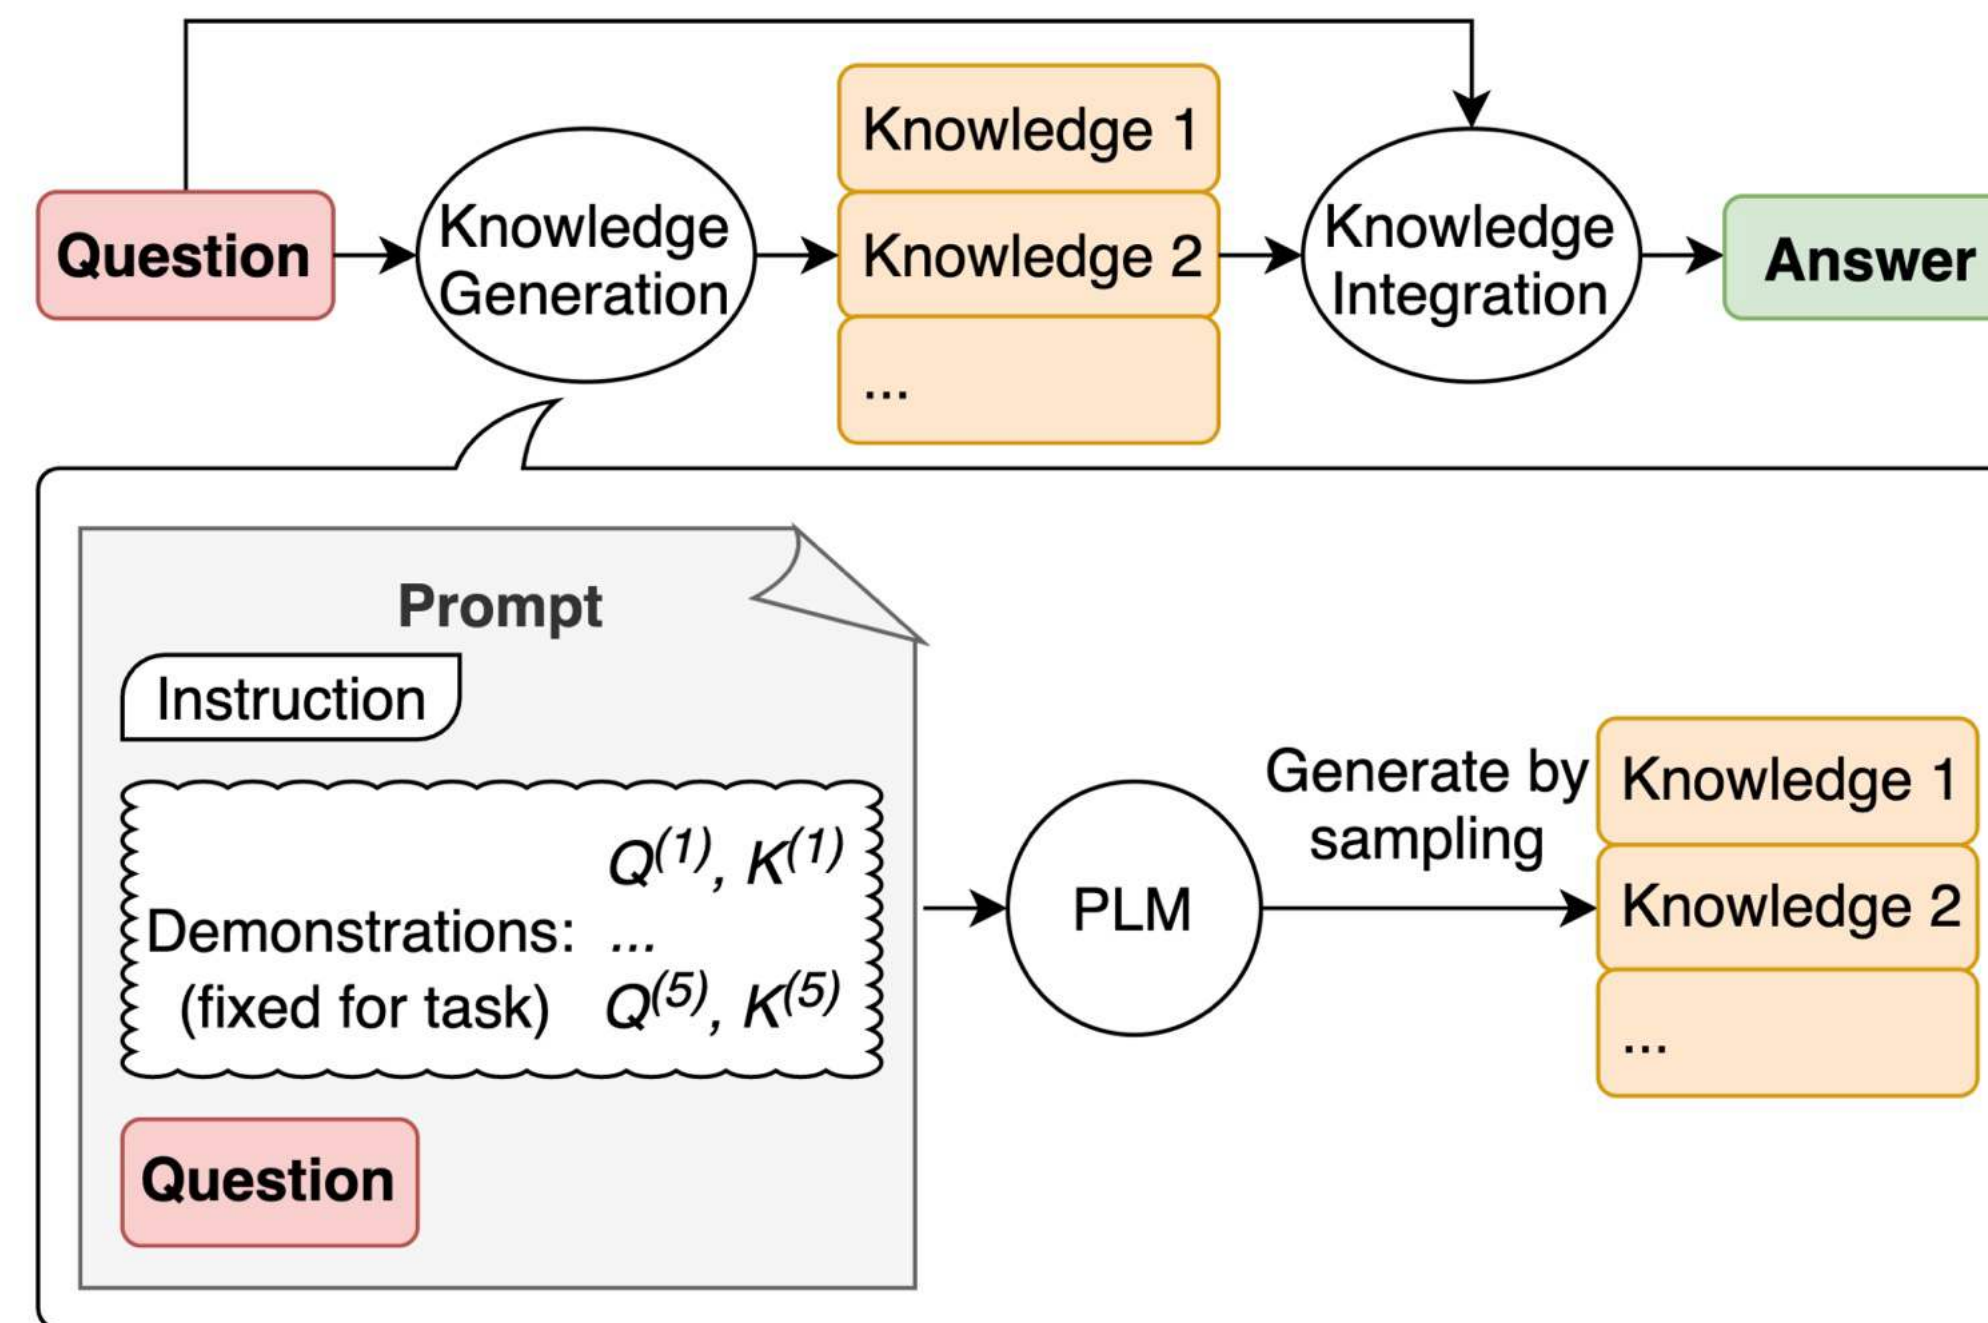 Question
Knowledge
Generation
Knowledge 1
Knowledge 2
...
Knowledge
Integration
Answer
Prompt
Instruction
Q(1), K(1)
Demonstrations: ...
(fixed for task) Q(5), K(5)
Question
PLM
Generate by
sampling
Knowledge 1
Knowledge 2
...